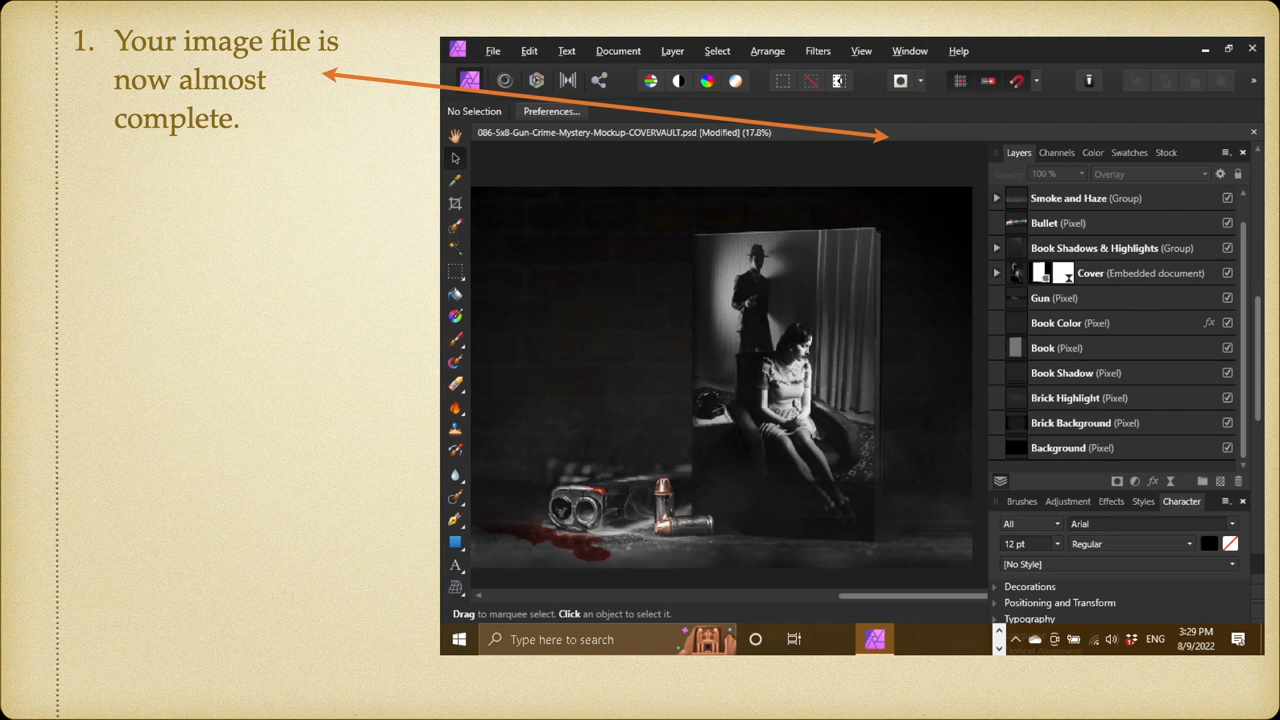 1. Your image file is
now almost
complete.
File Edit Text Document Layer Select Arrange Filters View Window Help
No Selection Preferences...
086-5x8-Gun-Crime-Mystery-Mockup-COVERVAULT.psd [Modified] (17.8%)
Layers Channels Color Swatches Stock
Opacity: 100 % Overlay
Smoke and Haze (Group)
Bullet (Pixel)
Book Shadows & Highlights (Group)
Cover (Embedded document)
Gun (Pixel)
Book Color (Pixel) fx
Book (Pixel)
Book Shadow (Pixel)
Brick Highlight (Pixel)
Brick Background (Pixel)
Background (Pixel)
Brushes Adjustment Effects Styles Character
All Arial
12 pt Regular
[No Style]
Decorations
Positioning and Transform
Typography
Drag to marquee select. Click an object to select it.
Type here to search
ENG
3:29 PM
8/9/2022
Optical Alignment